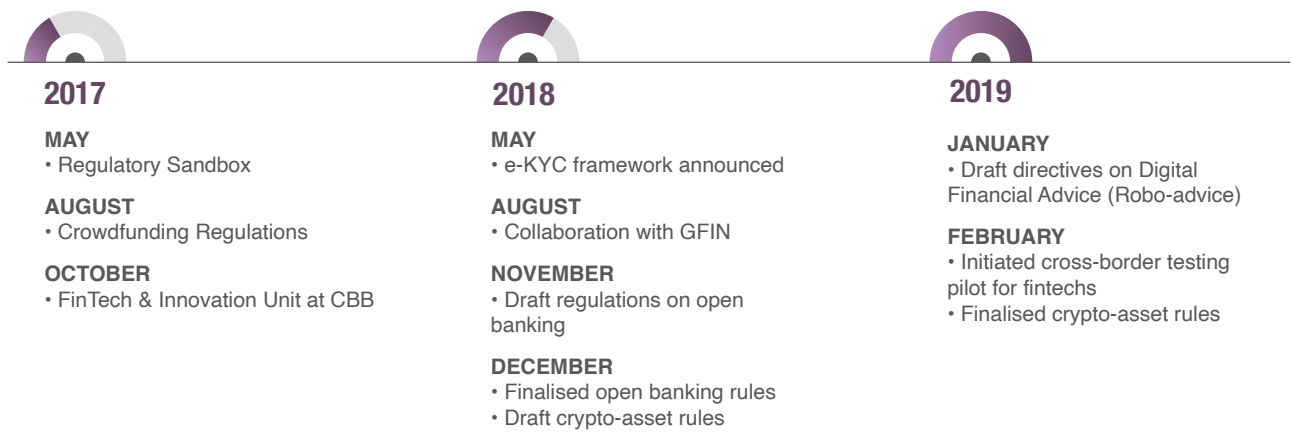 2017
MAY
• Regulatory Sandbox
AUGUST
• Crowdfunding Regulations
OCTOBER
• FinTech & Innovation Unit at CBB
2018
MAY
• e-KYC framework announced
AUGUST
• Collaboration with GFIN
NOVEMBER
• Draft regulations on open
banking
DECEMBER
• Finalised open banking rules
• Draft crypto-asset rules
2019
JANUARY
• Draft directives on Digital
Financial Advice (Robo-advice)
FEBRUARY
• Initiated cross-border testing
pilot for fintechs
• Finalised crypto-asset rules